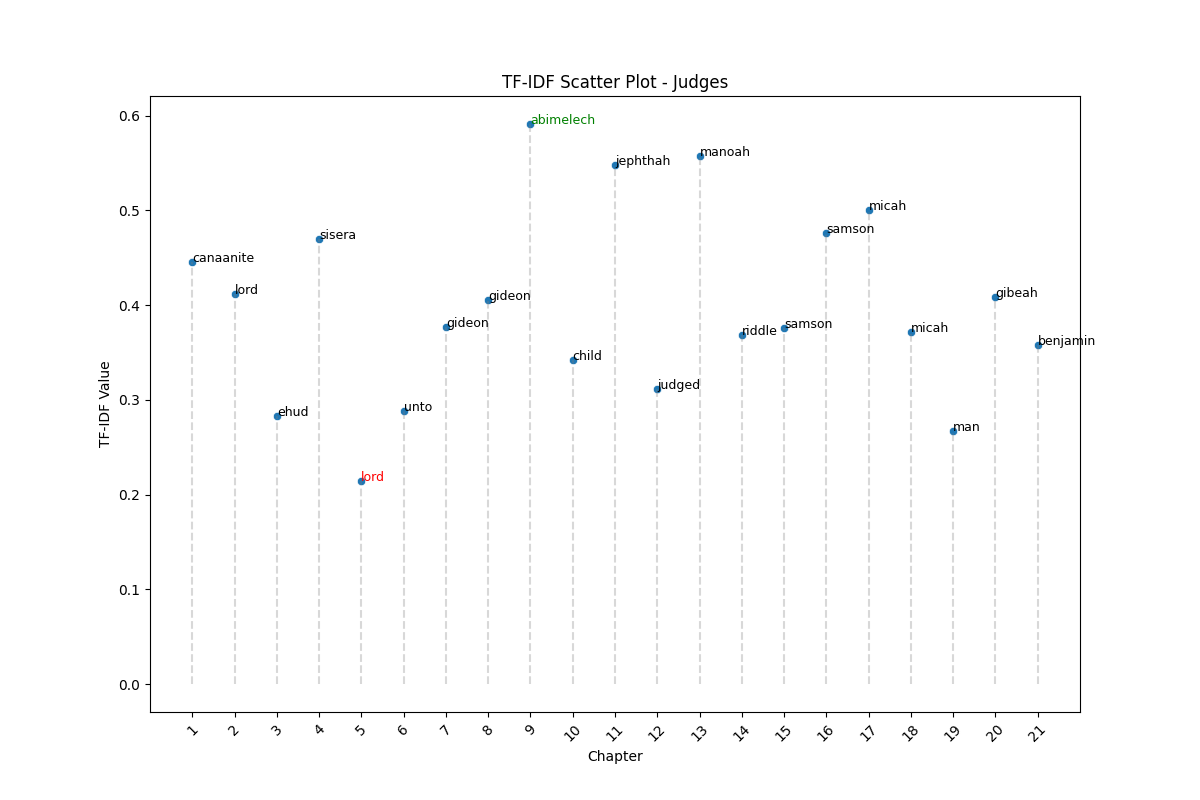 TF-IDF Scatter Plot - Judges
0.6
0.5
0.4
0.3
0.2
0.1
0.0
TF-IDF Value
canaanite
lord
ehud
sisera
lord
unto
gideon
gideon
abimelech
child
jephthah
judged
manoah
riddle
samson
samson
micah
micah
man
gibeah
benjamin
1 2 3 4 5 6 7 8 9 10 11 12 13 14 15 16 17 18 19 20 21
Chapter